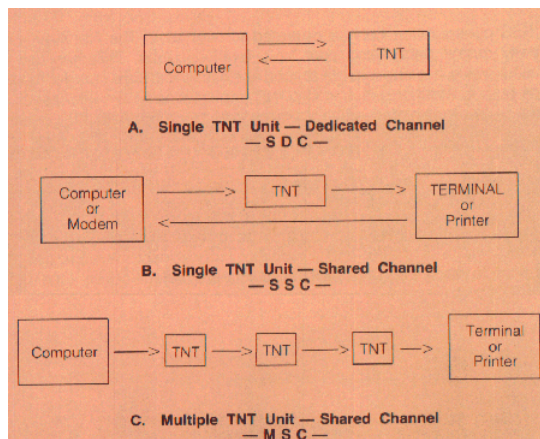 Computer
TNT
A. Single TNT Unit — Dedicated Channel
— S D C —
Computer
or
Modem
TNT
TERMINAL
or
Printer
B. Single TNT Unit — Shared Channel
— S S C —
Computer
TNT
TNT
TNT
Terminal
or
Printer
C. Multiple TNT Unit — Shared Channel
— M S C —